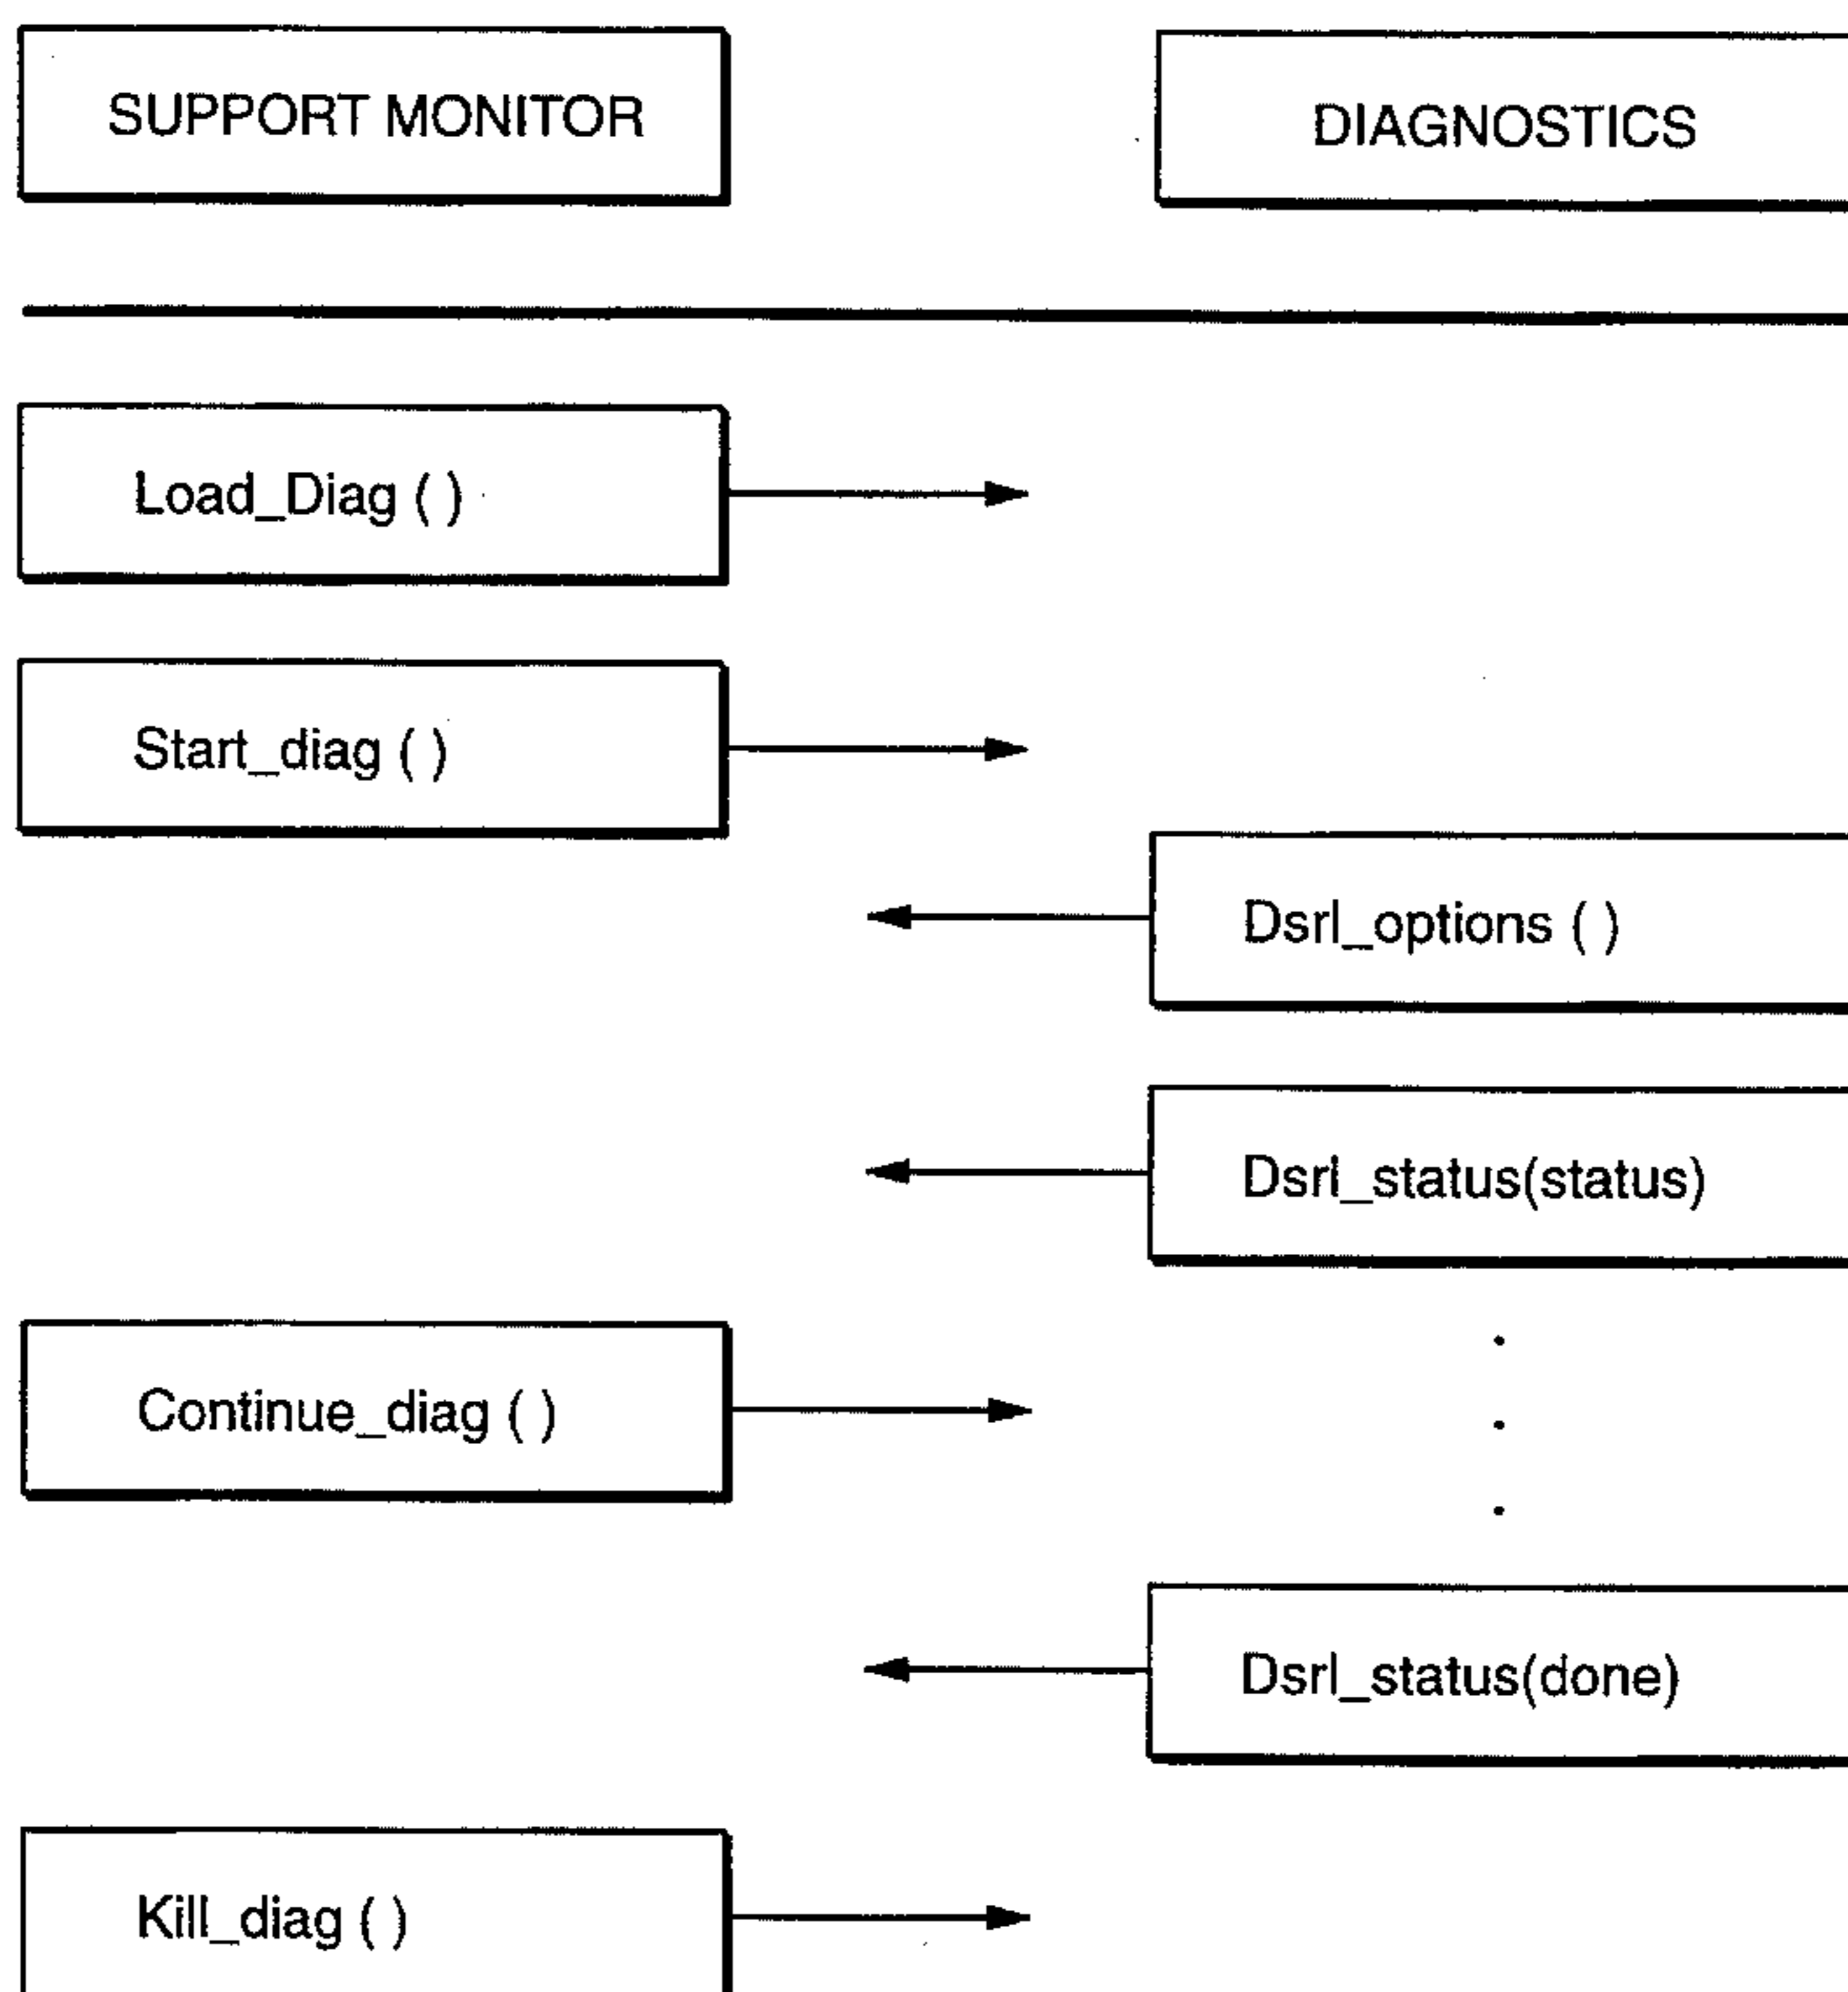 SUPPORT MONITOR
DIAGNOSTICS
Load_Diag ( )
Start_diag ( )
Dsrl_options ( )
Dsrl_status(status)
Continue_diag ( )
Dsrl_status(done)
Kill_diag ( )